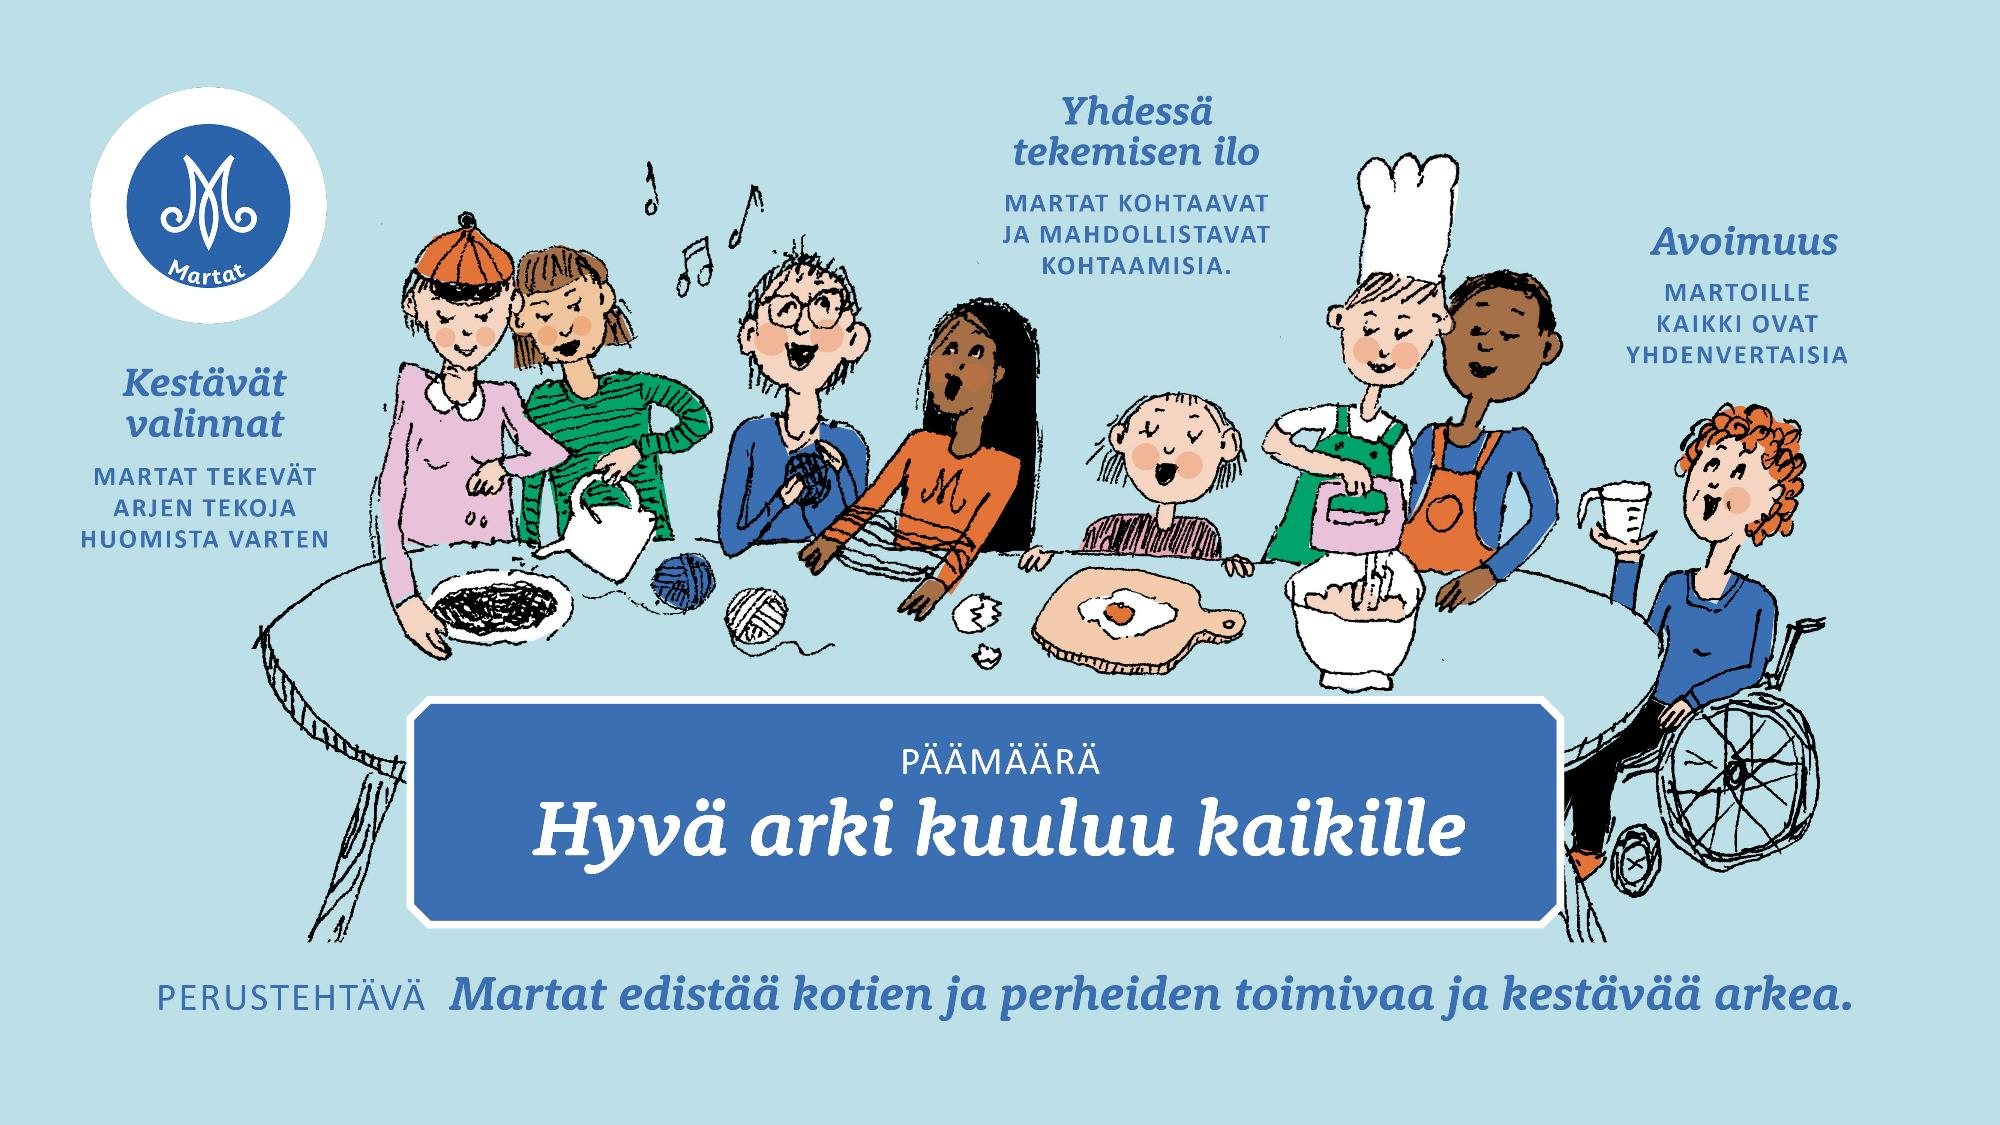 Martat
Kestävät
valinnat
MARTAT TEKEVÄT
ARJEN TEKOJA
HUOMISTA VARTEN
Yhdessä
tekemisen ilo
MARTAT KOHTAAVAT
JA MAHDOLLISTAVAT
KOHTAAMISIA.
Avoimuus
MARTOILLE
KAIKKI OVAT
YHDENVERTAISIA
M
PÄÄMÄÄRÄ
Hyvä arki kuuluu kaikille
PERUSTEHTÄVÄ Martat edistää kotien ja perheiden toimivaa ja kestävää arkea.